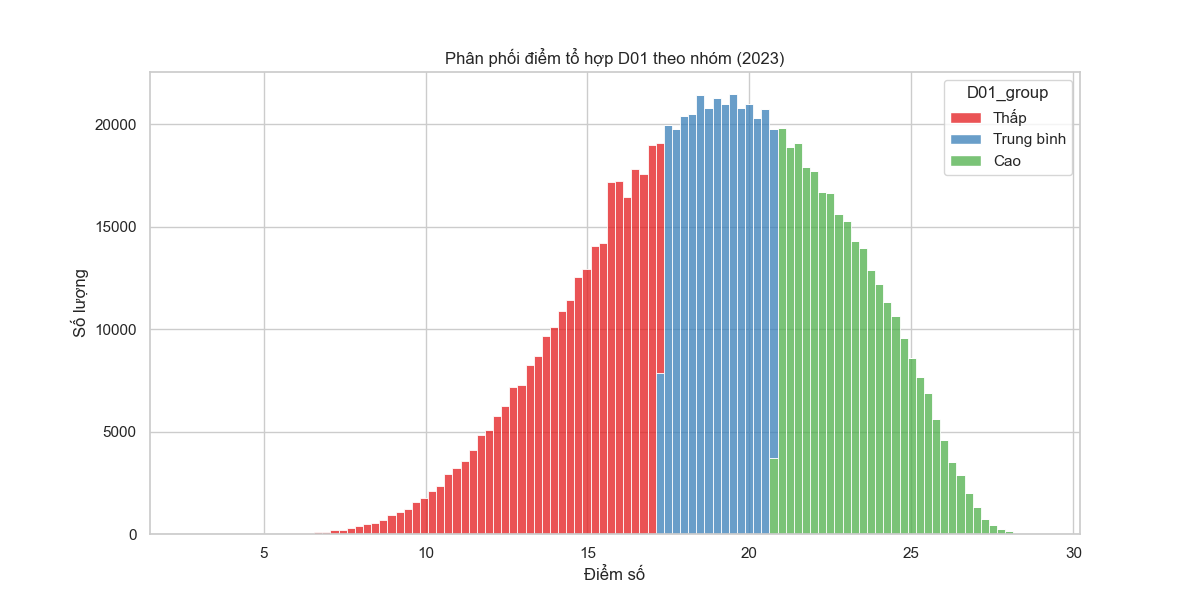 Phân phối điểm tổ hợp D01 theo nhóm (2023)
D01_group
Thấp
Trung bình
Cao
Số lượng
20000
15000
10000
5000
0
5 10 15 20 25 30
Điểm số